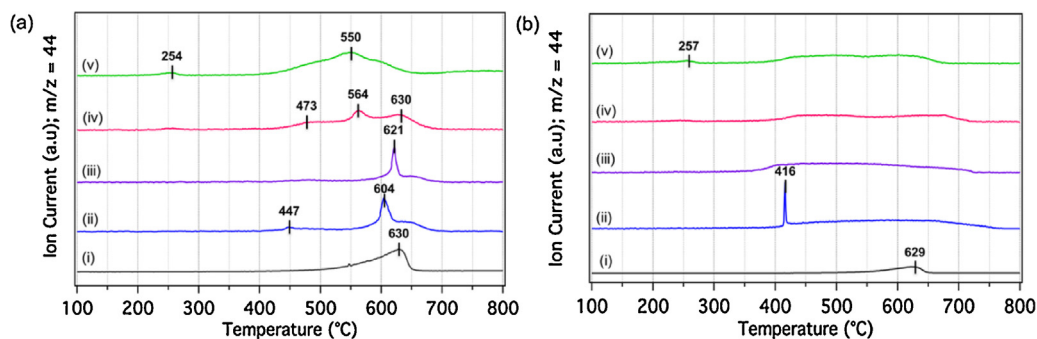 (a)
Ion Current (a.u); m/z = 44
(v)
254
550
(iv)
473
564
630
(iii)
621
(ii)
447
604
(i)
630
100 200 300 400 500 600 700 800
Temperature (°C)
(b)
Ion Current (a.u); m/z = 44
(v)
257
(iv)
(iii)
(ii)
416
(i)
629
100 200 300 400 500 600 700 800
Temperature (°C)